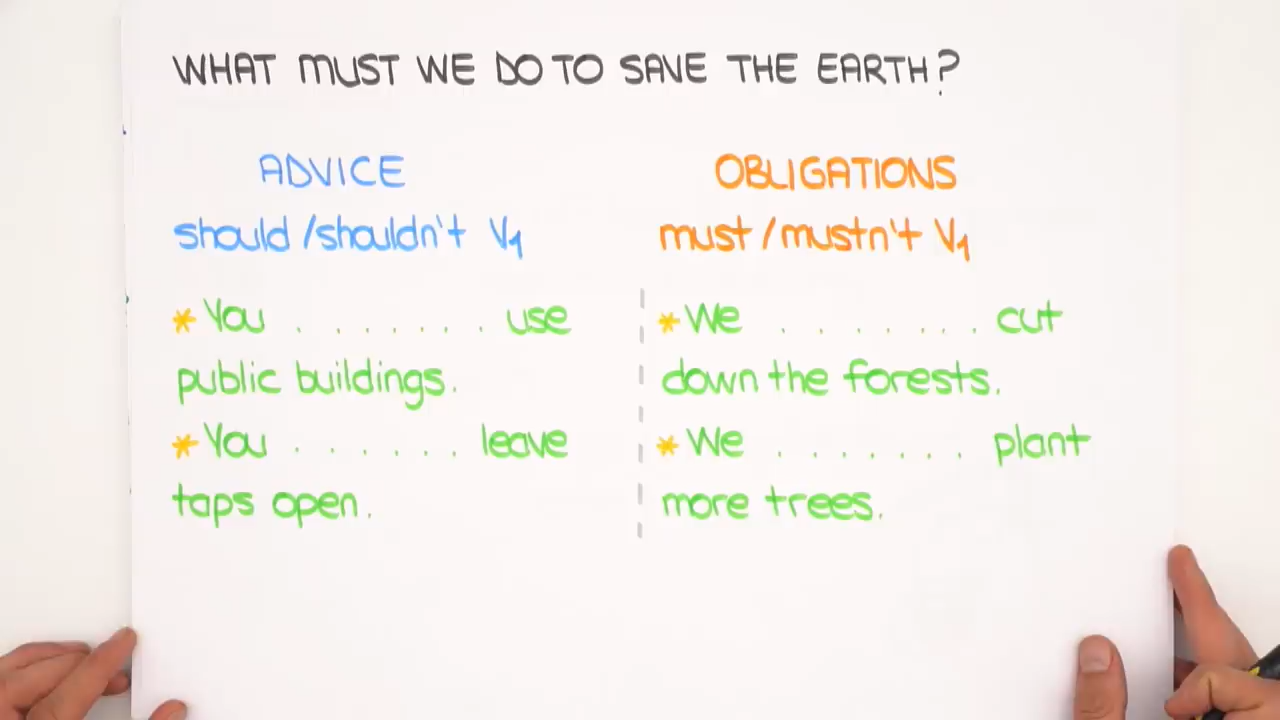 WHAT MUST WE DO TO SAVE THE EARTH?
ADVICE
should/shouldn't V1
* You . . . . . . . use
public buildings.
* You . . . . . . leave
taps open.
OBLIGATIONS
must/mustn't V1
* We . . . . . . cut
down the forests.
* We . . . . . . . plant
more trees.